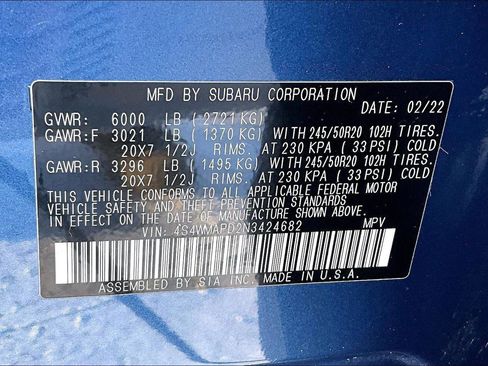 MFD BY SUBARU CORPORATION
DATE: 02/22
GVWR: 6000 LB (2721 KG)
GAWR:F 3021 LB (1370 KG) WITH 245/50R20 102H TIRES.
20X7 1/2J RIMS. AT 230 KPA (33 PSI) COLD
GAWR:R 3296 LB (1495 KG) WITH 245/50R20 102H TIRES.
20X7 1/2J RIMS. AT 230 KPA (33 PSI) COLD
THIS VEHICLE CONFORMS TO ALL APPLICABLE FEDERAL MOTOR
VEHICLE SAFETY AND THEFT PREVENTION STANDARDS
IN EFFECT ON THE DATE OF MANUFACTURE SHOWN ABOVE.
VIN: 4S4WMAPD2N3424682 MPV
ASSEMBLED BY SIA INC. MADE IN U.S.A.